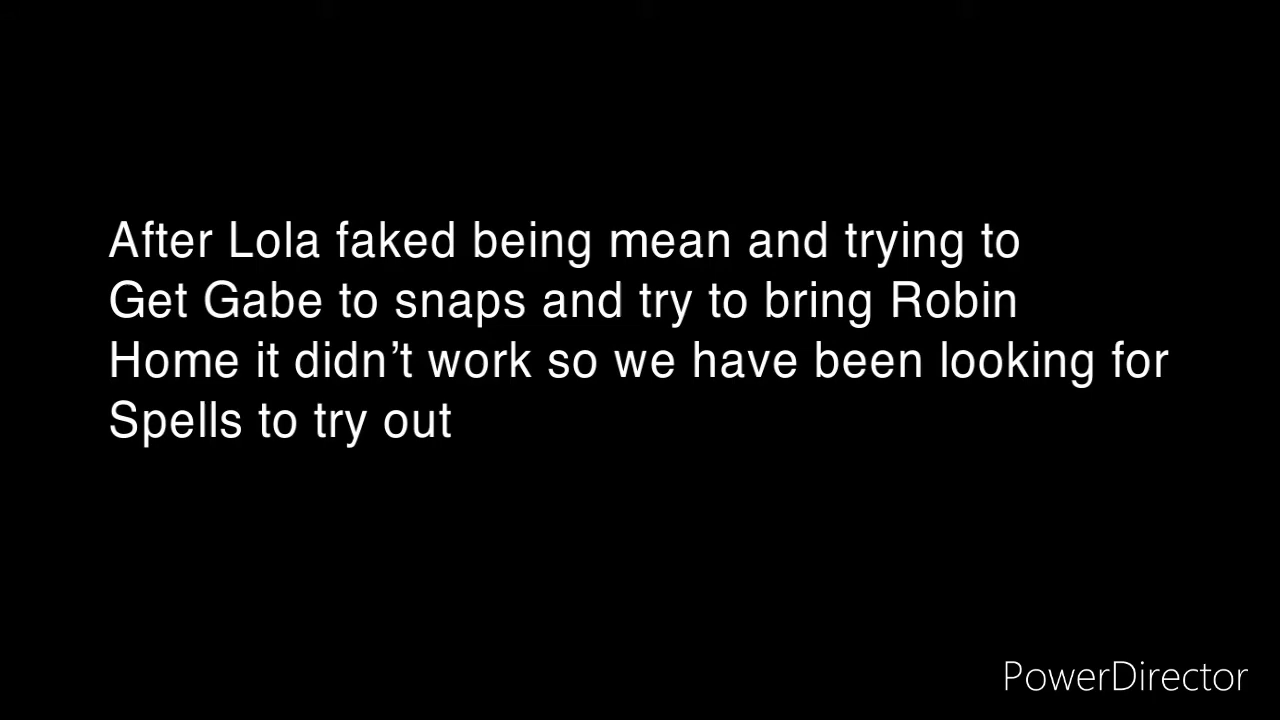 After Lola faked being mean and trying to
Get Gabe to snaps and try to bring Robin
Home it didn’t work so we have been looking for
Spells to try out
PowerDirector